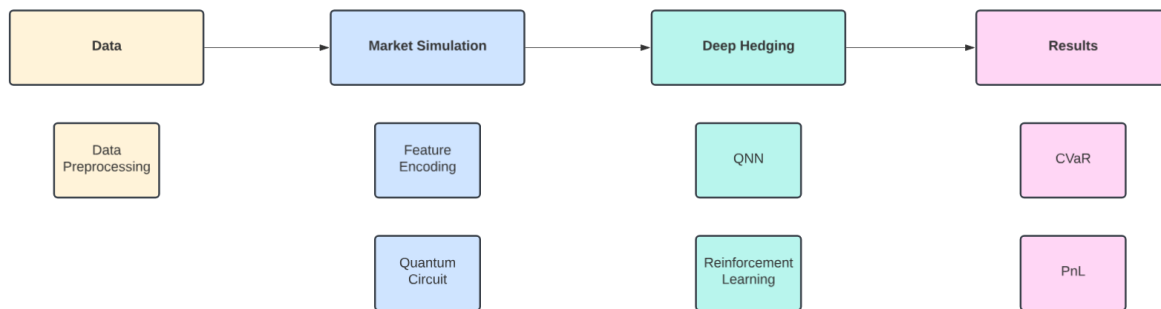 Data
Market Simulation
Deep Hedging
Results
Data
Preprocessing
Feature
Encoding
QNN
CVaR
Quantum
Circuit
Reinforcement
Learning
PnL